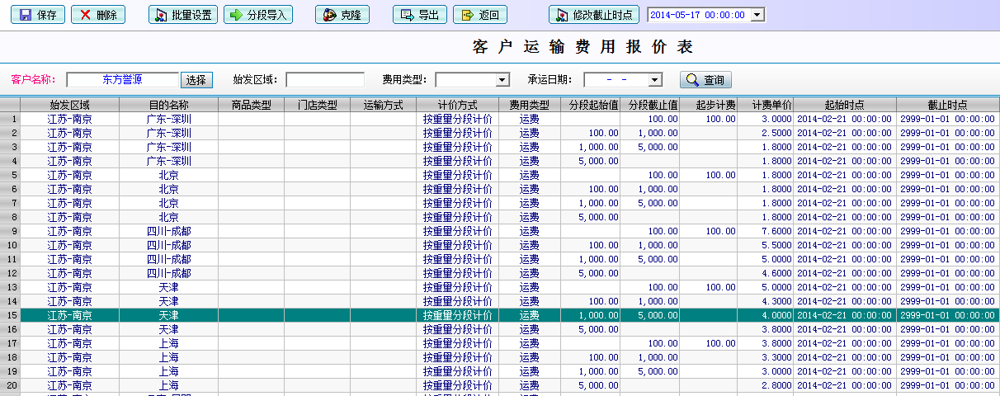 保存 删除 批量设置 分段导入 克隆 导出 返回 修改截止时点 2014-05-17 00:00:00
客户运输费用报价表
客户名称: 东方誉源 选择 始发区域: 费用类型: 承运日期: - - 查询
始发区域 目的名称 商品类型 门店类型 运输方式 计价方式 费用类型 分段起始值 分段截止值 起步计费 计费单价 起始时点 截止时点
1 江苏-南京 广东-深圳 按重量分段计价 运费 100.00 100.00 3.0000 2014-02-21 00:00:00 2999-01-01 00:00:00
2 江苏-南京 广东-深圳 按重量分段计价 运费 100.00 1,000.00 2.5000 2014-02-21 00:00:00 2999-01-01 00:00:00
3 江苏-南京 广东-深圳 按重量分段计价 运费 1,000.00 5,000.00 1.8000 2014-02-21 00:00:00 2999-01-01 00:00:00
4 江苏-南京 广东-深圳 按重量分段计价 运费 5,000.00 1.8000 2014-02-21 00:00:00 2999-01-01 00:00:00
5 江苏-南京 北京 按重量分段计价 运费 100.00 100.00 1.8000 2014-02-21 00:00:00 2999-01-01 00:00:00
6 江苏-南京 北京 按重量分段计价 运费 100.00 1,000.00 1.8000 2014-02-21 00:00:00 2999-01-01 00:00:00
7 江苏-南京 北京 按重量分段计价 运费 1,000.00 5,000.00 1.8000 2014-02-21 00:00:00 2999-01-01 00:00:00
8 江苏-南京 北京 按重量分段计价 运费 5,000.00 1.8000 2014-02-21 00:00:00 2999-01-01 00:00:00
9 江苏-南京 四川-成都 按重量分段计价 运费 100.00 100.00 7.6000 2014-02-21 00:00:00 2999-01-01 00:00:00
10 江苏-南京 四川-成都 按重量分段计价 运费 100.00 1,000.00 5.5000 2014-02-21 00:00:00 2999-01-01 00:00:00
11 江苏-南京 四川-成都 按重量分段计价 运费 1,000.00 5,000.00 5.0000 2014-02-21 00:00:00 2999-01-01 00:00:00
12 江苏-南京 四川-成都 按重量分段计价 运费 5,000.00 4.6000 2014-02-21 00:00:00 2999-01-01 00:00:00
13 江苏-南京 天津 按重量分段计价 运费 100.00 100.00 5.0000 2014-02-21 00:00:00 2999-01-01 00:00:00
14 江苏-南京 天津 按重量分段计价 运费 100.00 1,000.00 4.3000 2014-02-21 00:00:00 2999-01-01 00:00:00
15 江苏-南京 天津 按重量分段计价 运费 1,000.00 5,000.00 4.0000 2014-02-21 00:00:00 2999-01-01 00:00:00
16 江苏-南京 天津 按重量分段计价 运费 5,000.00 3.8000 2014-02-21 00:00:00 2999-01-01 00:00:00
17 江苏-南京 上海 按重量分段计价 运费 100.00 100.00 3.8000 2014-02-21 00:00:00 2999-01-01 00:00:00
18 江苏-南京 上海 按重量分段计价 运费 100.00 1,000.00 3.3000 2014-02-21 00:00:00 2999-01-01 00:00:00
19 江苏-南京 上海 按重量分段计价 运费 1,000.00 5,000.00 3.0000 2014-02-21 00:00:00 2999-01-01 00:00:00
20 江苏-南京 上海 按重量分段计价 运费 5,000.00 2.8000 2014-02-21 00:00:00 2999-01-01 00:00:00